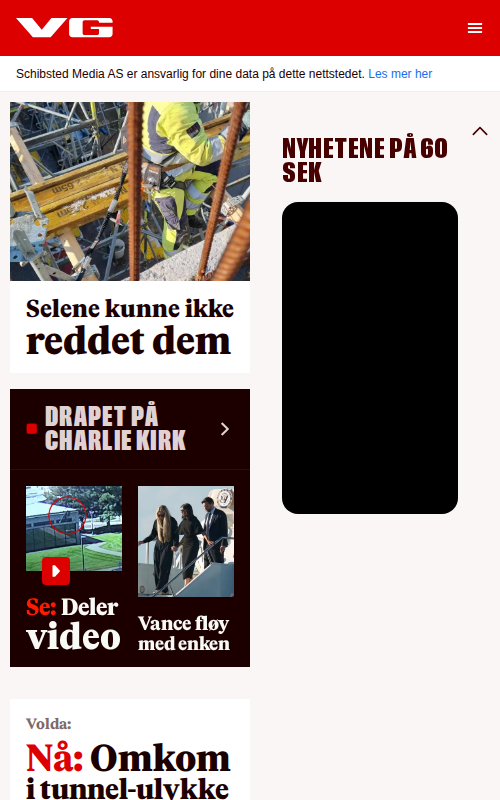 VG
Schibsted Media AS er ansvarlig for dine data på dette nettstedet. Les mer her
Selene kunne ikke
reddet dem
DRAPET PÅ
CHARLIE KIRK
Se: Deler
video
Vance fløy
med enken
Volda:
Nå: Omkom
i tunnel-ulykke
NYHETENE PÅ 60
SEK